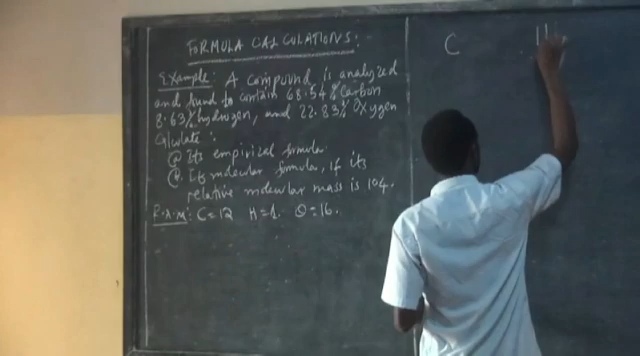 FORMULA CALCULATIONS:
Example: A compound is analyzed
and found to contain 68.54% Carbon
8.63% hydrogen, and 22.83% Oxygen
Calculate:
@ Its empirical formula
@ Its molecular formula, if its
relative molecular mass is 104.
R.A.M: C=12 H=1. O=16.
C